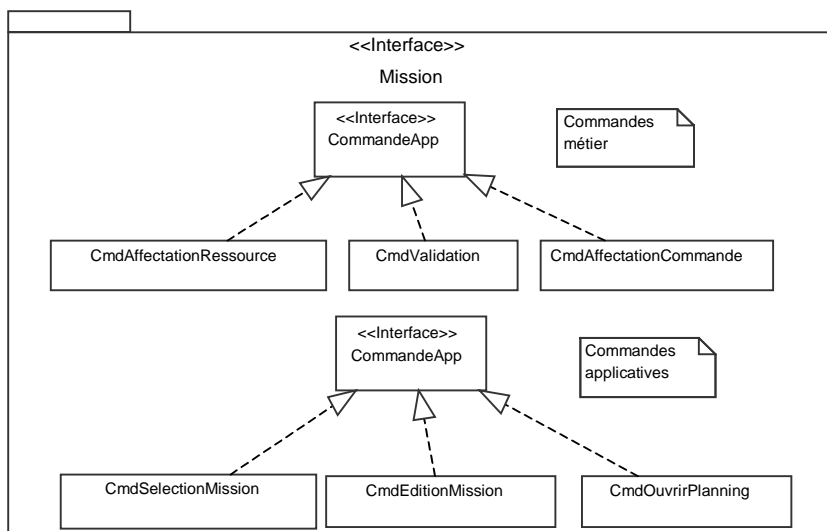 <<Interface>>
Mission
<<Interface>>
CommandeApp
Commandes
métier
CmdAffectationRessource
CmdValidation
CmdAffectationCommande
<<Interface>>
CommandeApp
Commandes
applicatives
CmdSelectionMission
CmdEditionMission
CmdOuvrirPlanning